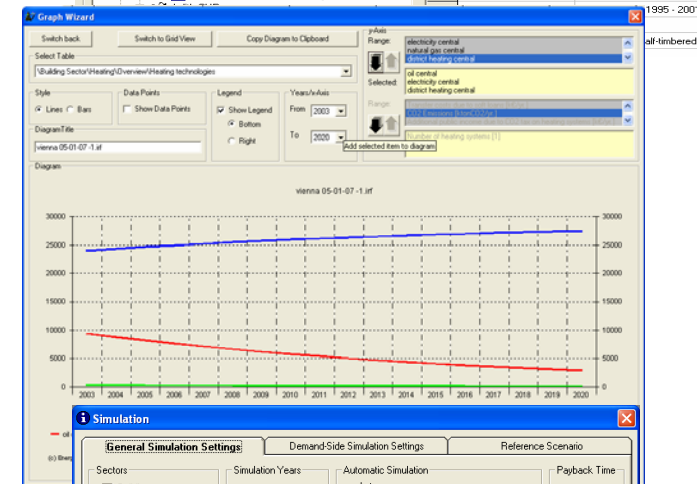 Graph Wizard
1995 - 2001
alf-timbered
Switch back
Switch to Grid View
Copy Diagram to Clipboard
y-Axis
Range:
electricity central
natural gas central
district heating central
Select Table
\Building Sector\Heating\Overview\Heating technologies
Selected:
oil central
electricity central
district heating central
Style
Lines
Bars
Data Points
Show Data Points
Legend
Show Legend
Bottom
Right
Years/x-Axis
From
2003
To
2020
Range:
Number of heating systems [1]
Add selected item to diagram
DiagramTitle
vienna 05-01-07 -1.irf
Diagram
vienna 05-01-07 -1.irf
30000
30000
25000
25000
20000
20000
15000
15000
10000
10000
5000
5000
0
0
2003 2004 2005 2006 2007 2008 2009 2010 2011 2012 2013 2014 2015 2016 2017 2018 2019 2020
Simulation
General Simulation Settings
Demand-Side Simulation Settings
Reference Scenario
Sectors
Simulation Years
Automatic Simulation
Payback Time